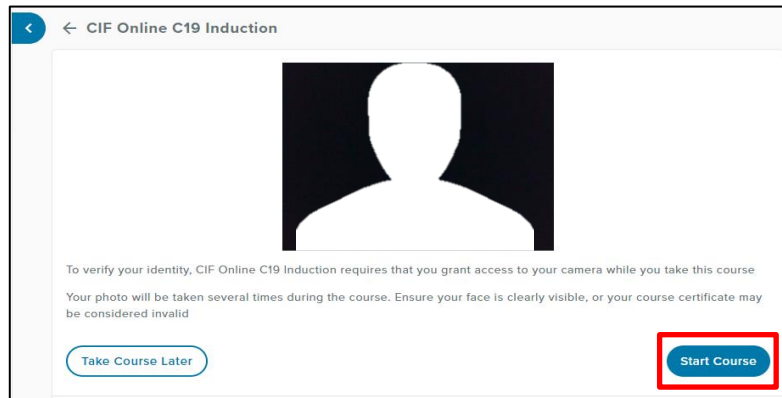 CIF Online C19 Induction
To verify your identity, CIF Online C19 Induction requires that you grant access to your camera while you take this course
Your photo will be taken several times during the course. Ensure your face is clearly visible, or your course certificate may
be considered invalid
Take Course Later
Start Course